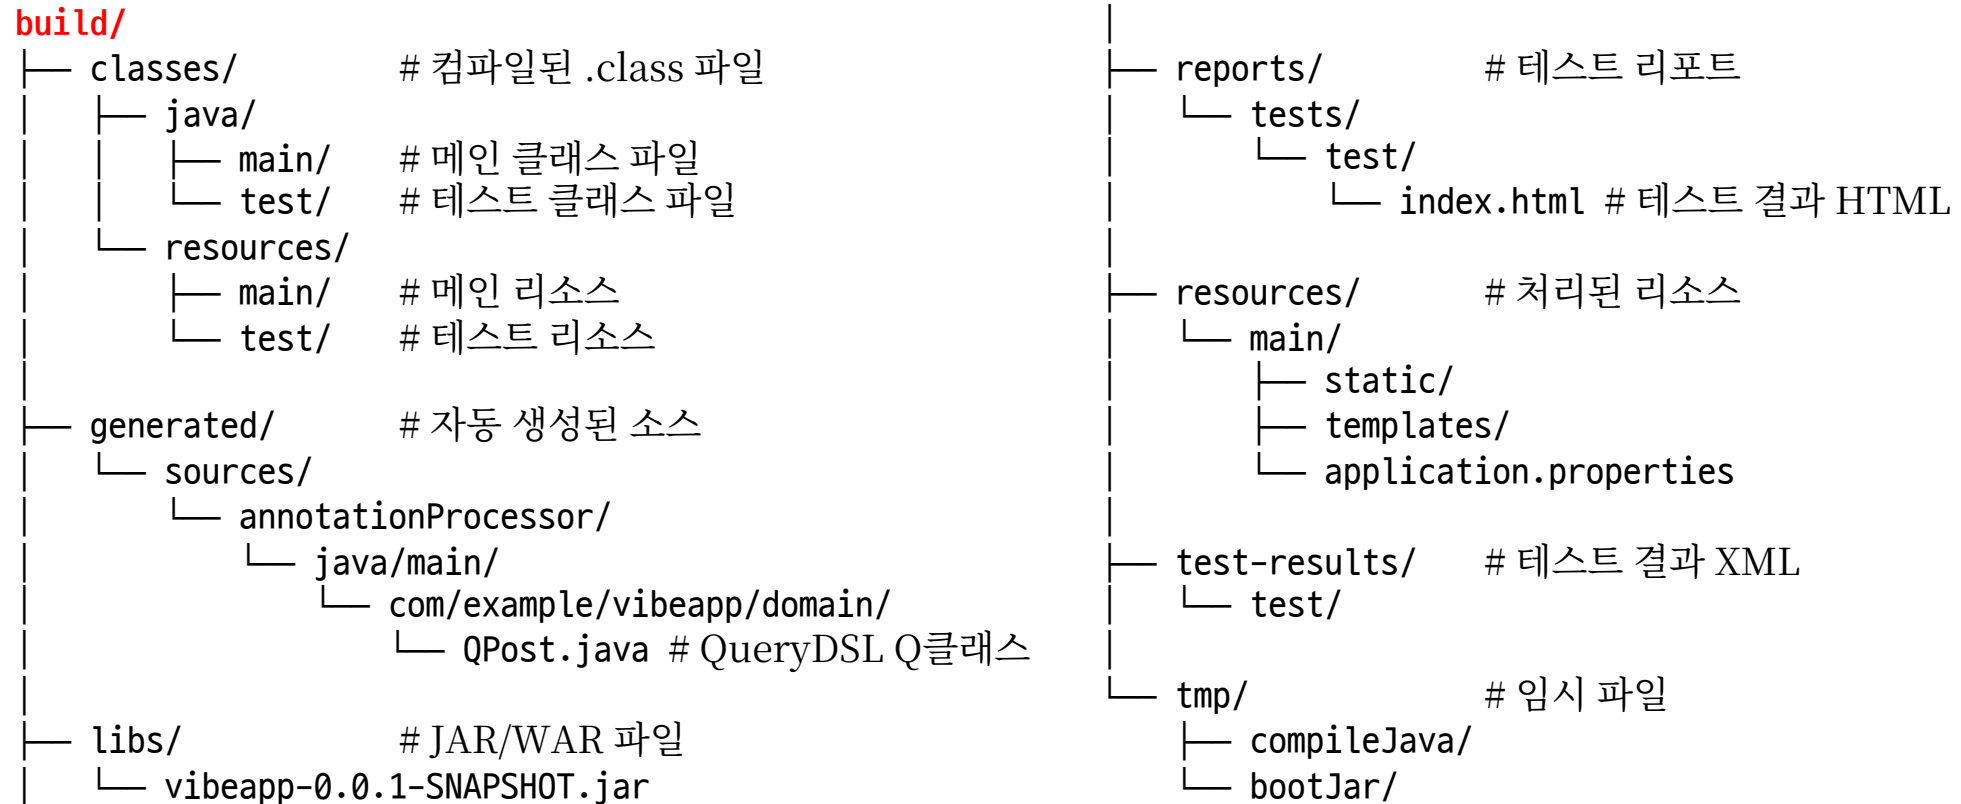 build/
├── classes/ # 컴파일된 .class 파일
│   ├── java/
│   │   ├── main/ # 메인 클래스 파일
│   │   └── test/ # 테스트 클래스 파일
│   └── resources/
│       ├── main/ # 메인 리소스
│       └── test/ # 테스트 리소스
│
├── generated/ # 자동 생성된 소스
│   └── sources/
│       └── annotationProcessor/
│           └── java/main/
│               └── com/example/vibeapp/domain/
│                   └── QPost.java # QueryDSL Q클래스
│
├── libs/ # JAR/WAR 파일
│   └── vibeapp-0.0.1-SNAPSHOT.jar
│
├── reports/ # 테스트 리포트
│   └── tests/
│       └── test/
│           └── index.html # 테스트 결과 HTML
│
├── resources/ # 처리된 리소스
│   └── main/
│       ├── static/
│       ├── templates/
│       └── application.properties
│
├── test-results/ # 테스트 결과 XML
│   └── test/
│
└── tmp/ # 임시 파일
    ├── compileJava/
    └── bootJar/